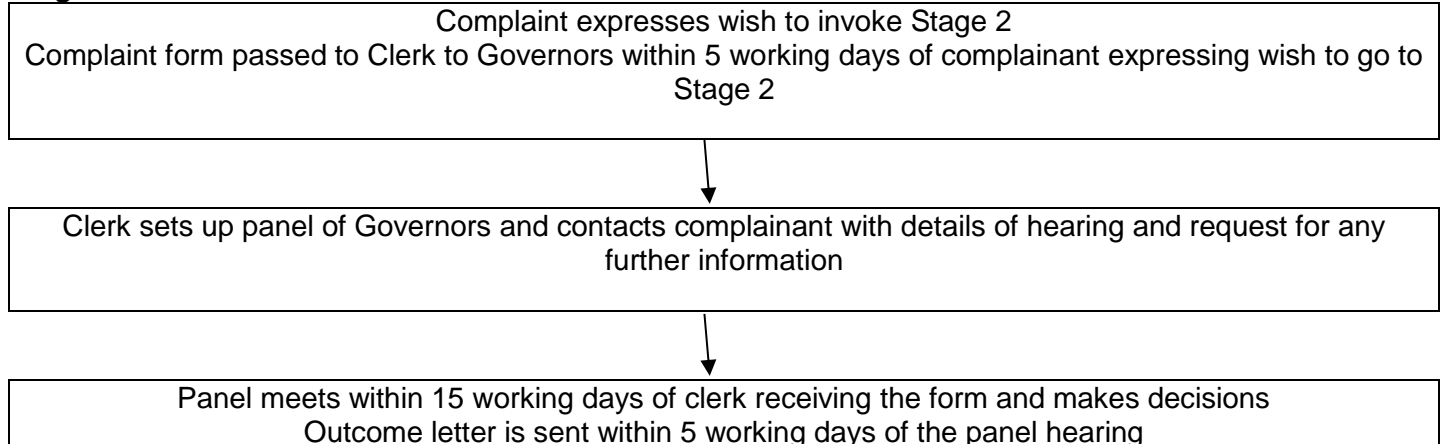 Complaint expresses wish to invoke Stage 2
Complaint form passed to Clerk to Governors within 5 working days of complainant expressing wish to go to
Stage 2
Clerk sets up panel of Governors and contacts complainant with details of hearing and request for any
further information
Panel meets within 15 working days of clerk receiving the form and makes decisions
Outcome letter is sent within 5 working days of the panel hearing